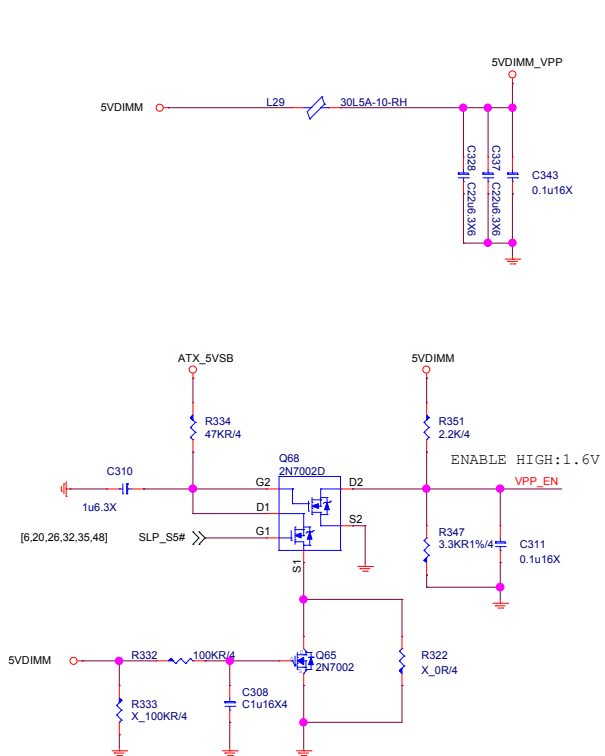 5VDIMM_VPP
5VDIMM
L29
30L5A-10-RH
C328
C22u6.3X6
C337
C22u6.3X6
C343
0.1u16X
ATX_5VSB
5VDIMM
R334
47KR/4
R351
2.2K/4
Q68
2N7002D
ENABLE HIGH:1.6V
C310
1u6.3X
G2
D2
VPP_EN
D1
S2
[6,20,26,32,35,48]
SLP_S5#
G1
S1
R347
3.3KR1%/4
C311
0.1u16X
5VDIMM
R332
100KR/4
Q65
2N7002
R322
X_0R/4
R333
X_100KR/4
C308
C1u16X4